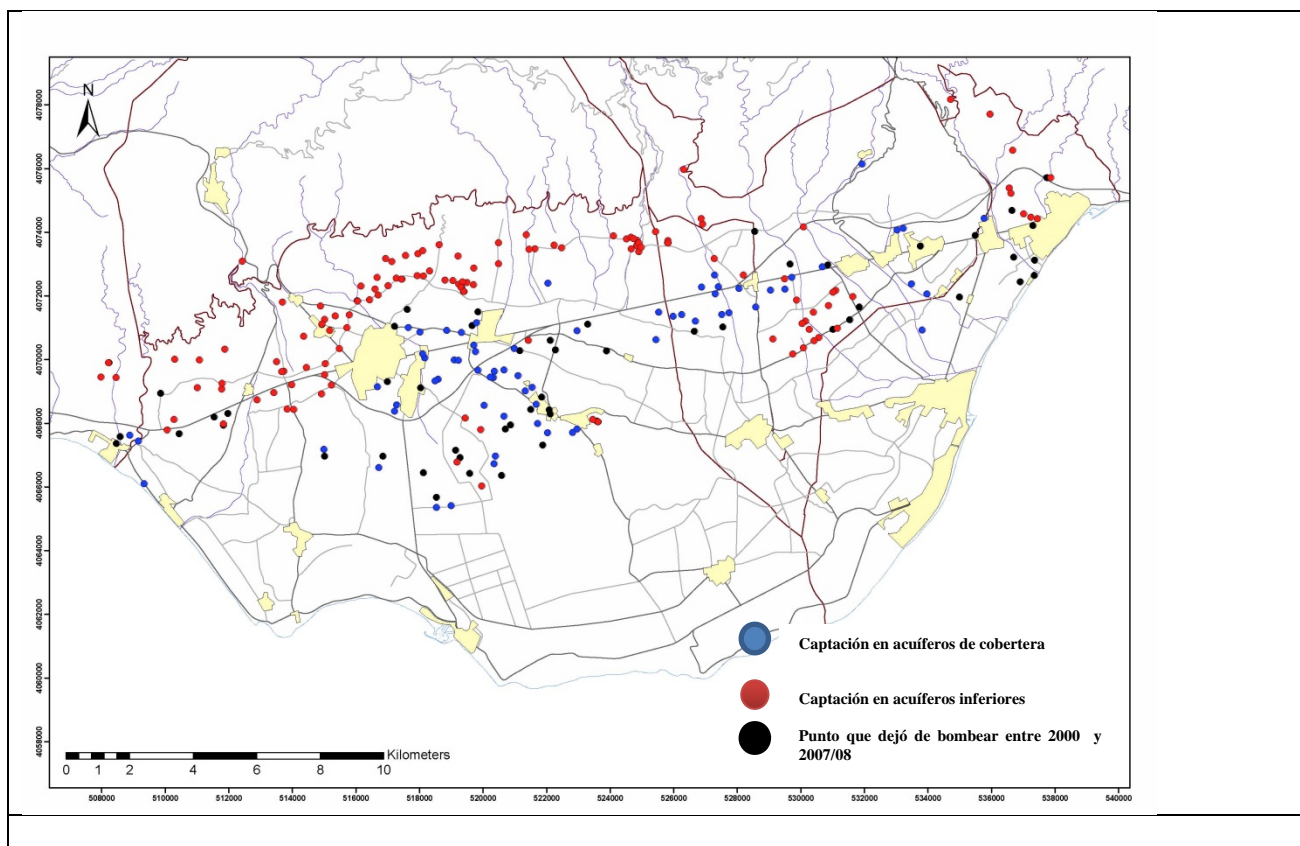 N
4078000
4076000
4074000
4072000
4070000
4068000
4066000
4064000
4062000
4060000
4058000
Captación en acuíferos de cobertera
Captación en acuíferos inferiores
Punto que dejó de bombear entre 2000 y
2007/08
Kilometers
0 1 2 4 6 8 10
508000 510000 512000 514000 516000 518000 520000 522000 524000 526000 528000 530000 532000 534000 536000 538000 540000